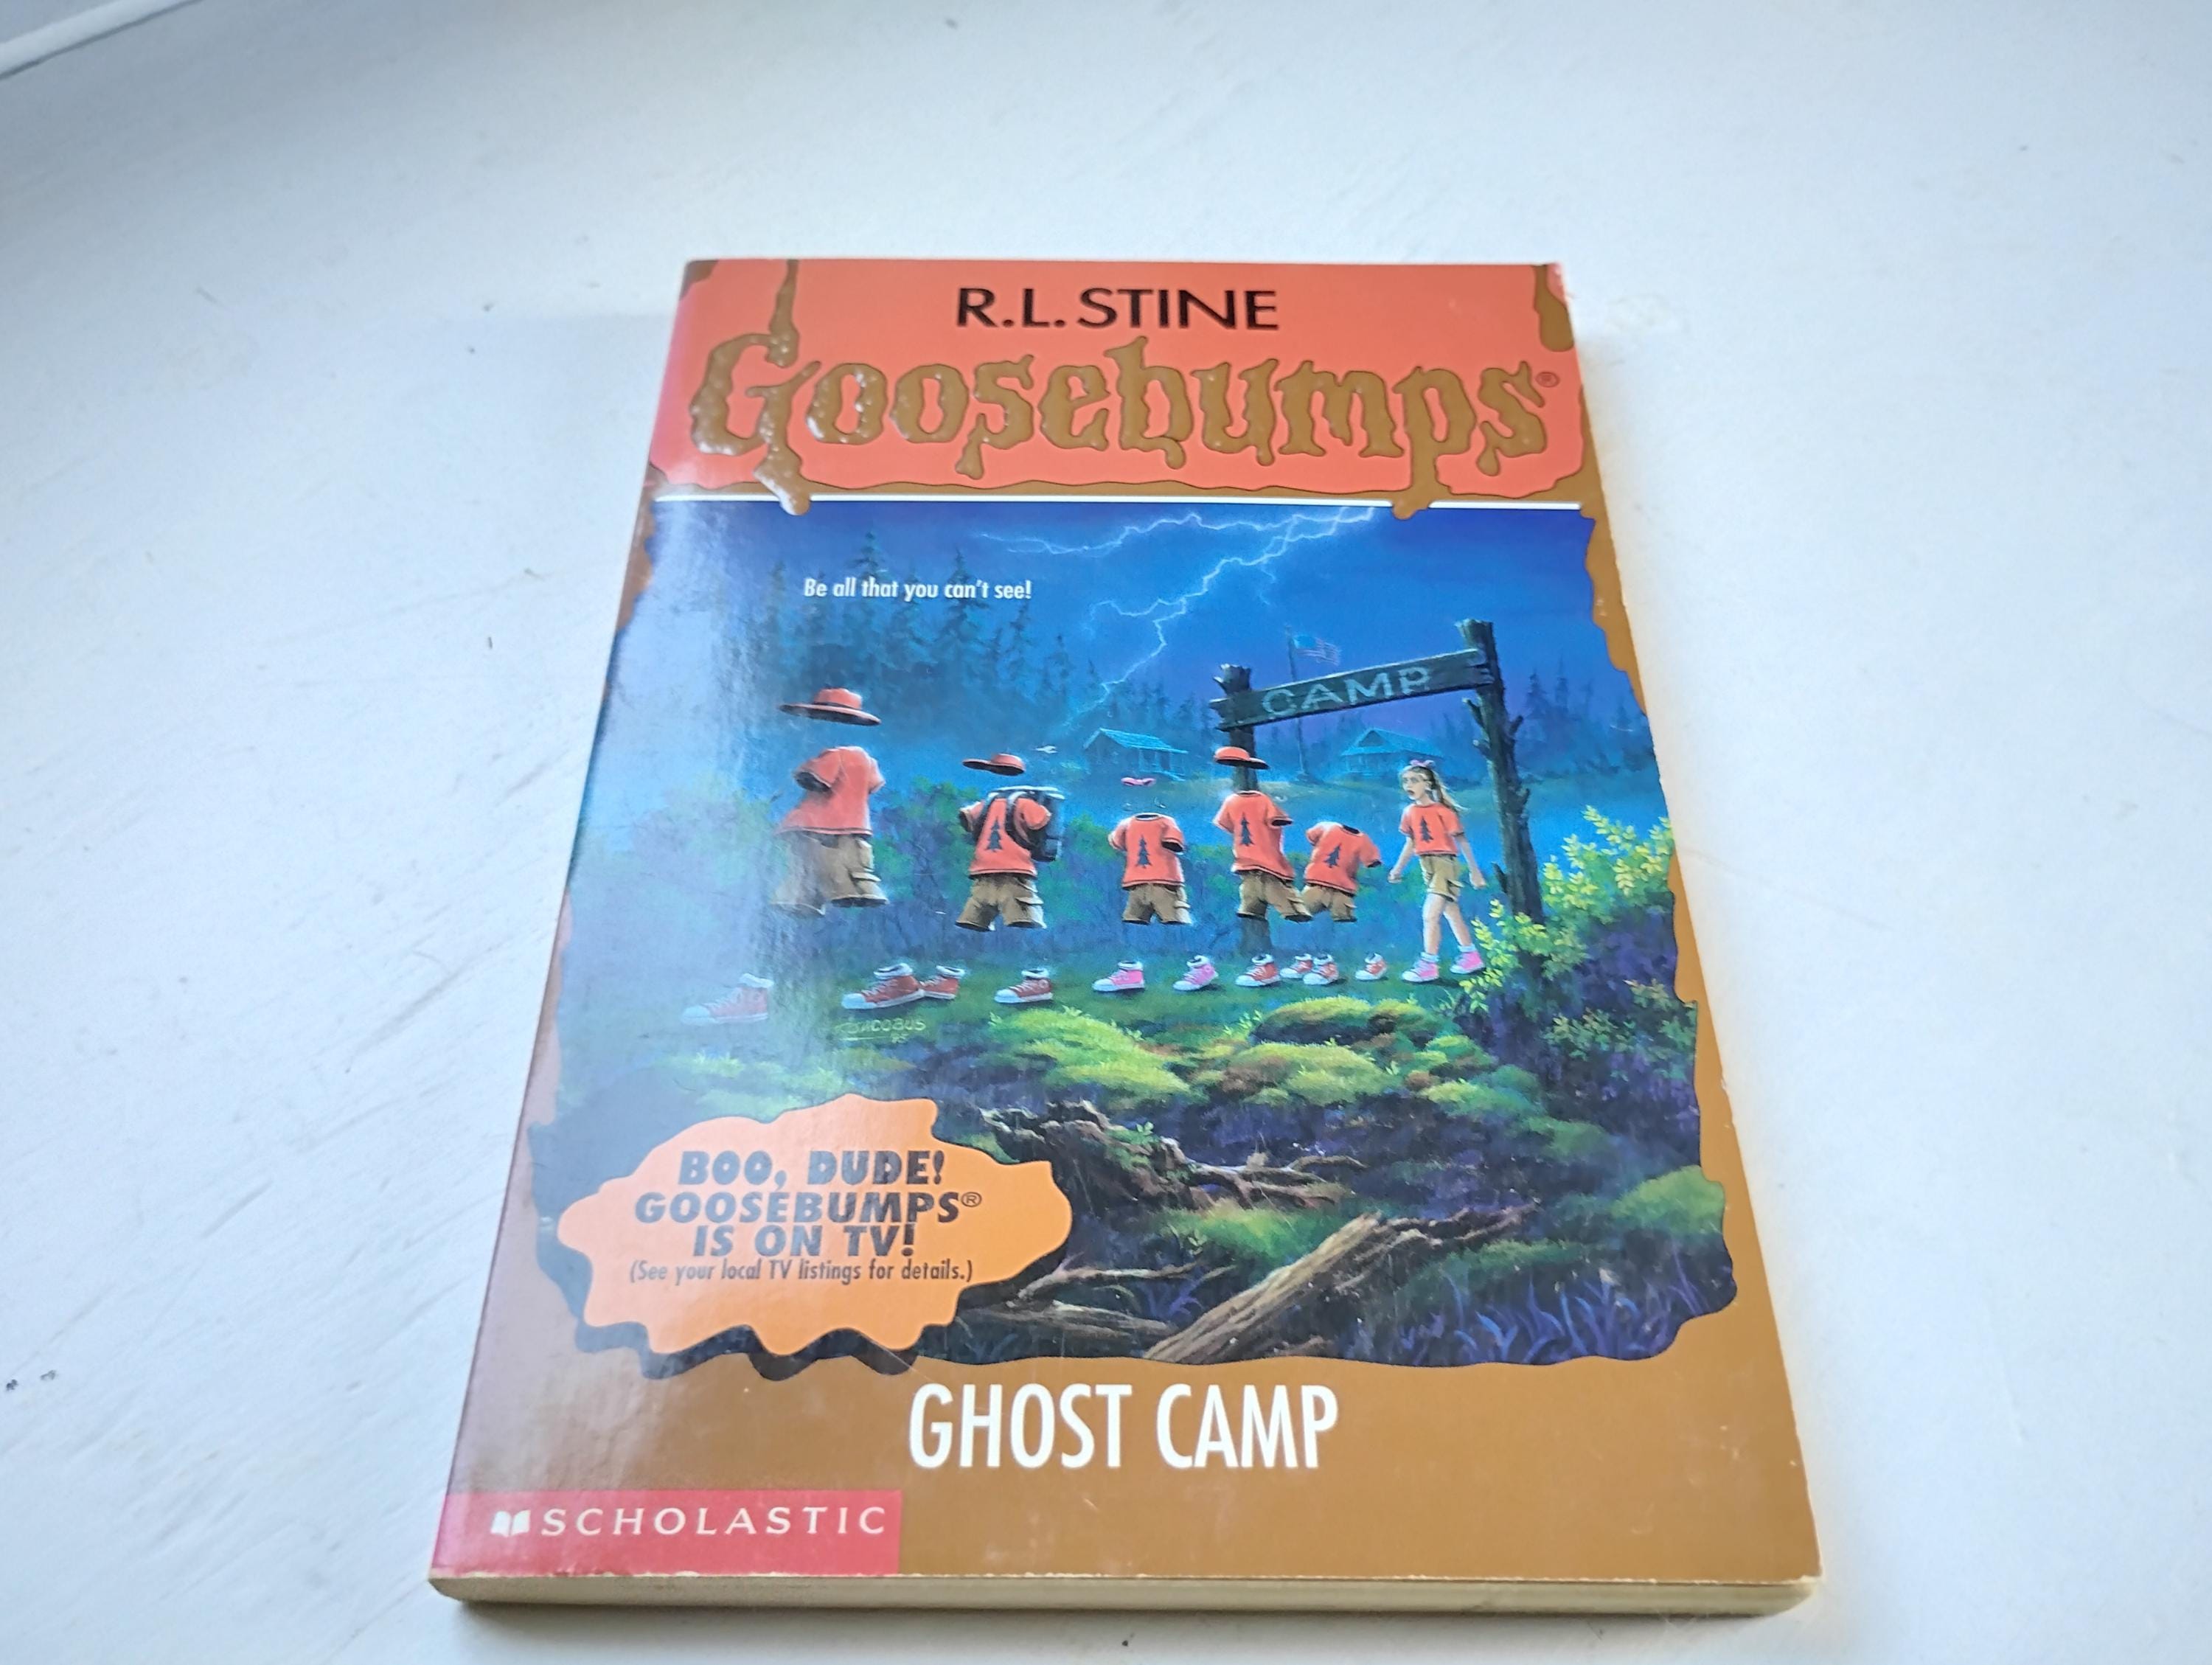 R.L. STINE
Goosebumps®
Be all that you can't see!
CAMP
BOO, DUDE!
GOOSEBUMPS®
IS ON TV!
(See your local TV listings for details.)
GHOST CAMP
SCHOLASTIC